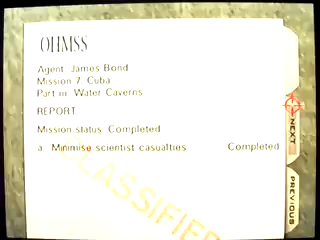 OHMSS
Agent: James Bond
Mission 7: Cuba
Part iii: Water Caverns
REPORT:
Mission status: Completed
a. Minimise scientist casualties Completed
CLASSIFIED
NEXT
PREVIOUS